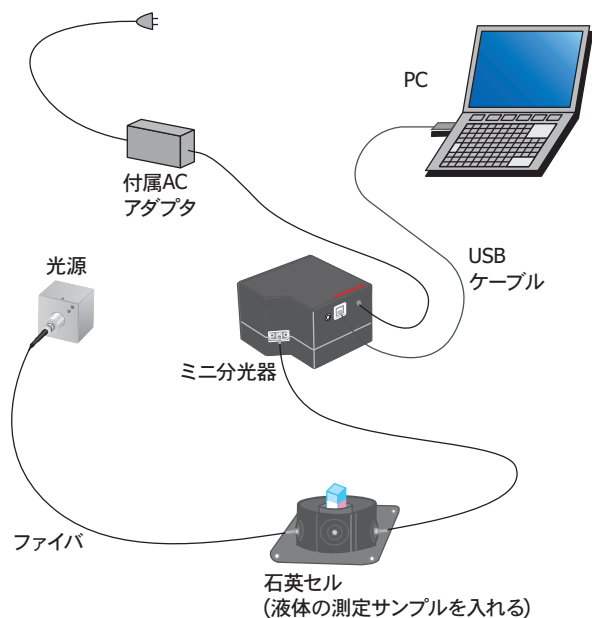 PC
付属AC
アダプタ
USB
ケーブル
光源
ミニ分光器
ファイバ
石英セル
(液体の測定サンプルを入れる)